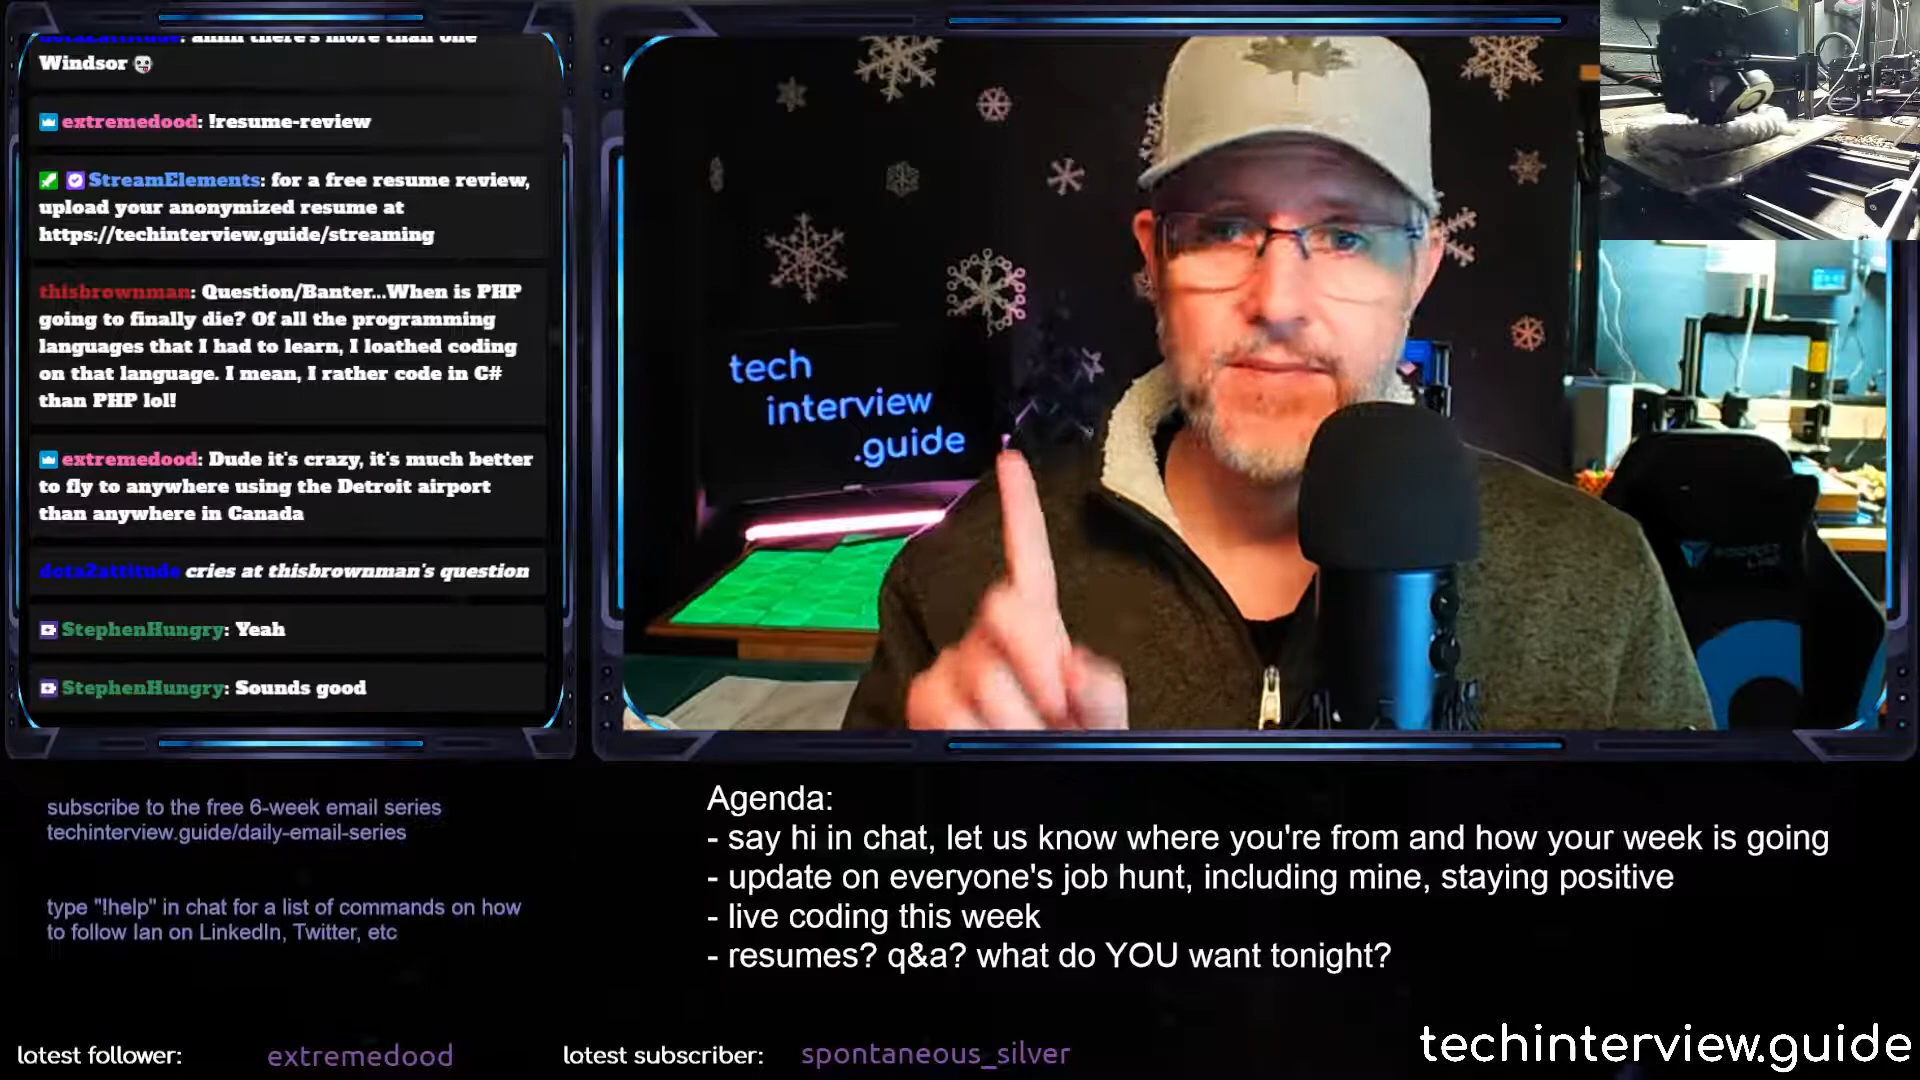 dota2attitude: ahhh there's more than one
Windsor
extremedood: !resume-review
StreamElements: for a free resume review,
upload your anonymized resume at
https://techinterview.guide/streaming
thisbrownman: Question/Banter...When is PHP
going to finally die? Of all the programming
languages that I had to learn, I loathed coding
on that language. I mean, I rather code in C#
than PHP lol!
extremedood: Dude it's crazy, it's much better
to fly to anywhere using the Detroit airport
than anywhere in Canada
dota2attitude cries at thisbrownman's question
StephenHungry: Yeah
StephenHungry: Sounds good
tech
interview
.guide
subscribe to the free 6-week email series
techinterview.guide/daily-email-series
type "!help" in chat for a list of commands on how
to follow Ian on LinkedIn, Twitter, etc
Agenda:
- say hi in chat, let us know where you're from and how your week is going
- update on everyone's job hunt, including mine, staying positive
- live coding this week
- resumes? q&a? what do YOU want tonight?
latest follower: extremedood
latest subscriber: spontaneous_silver
techinterview.guide